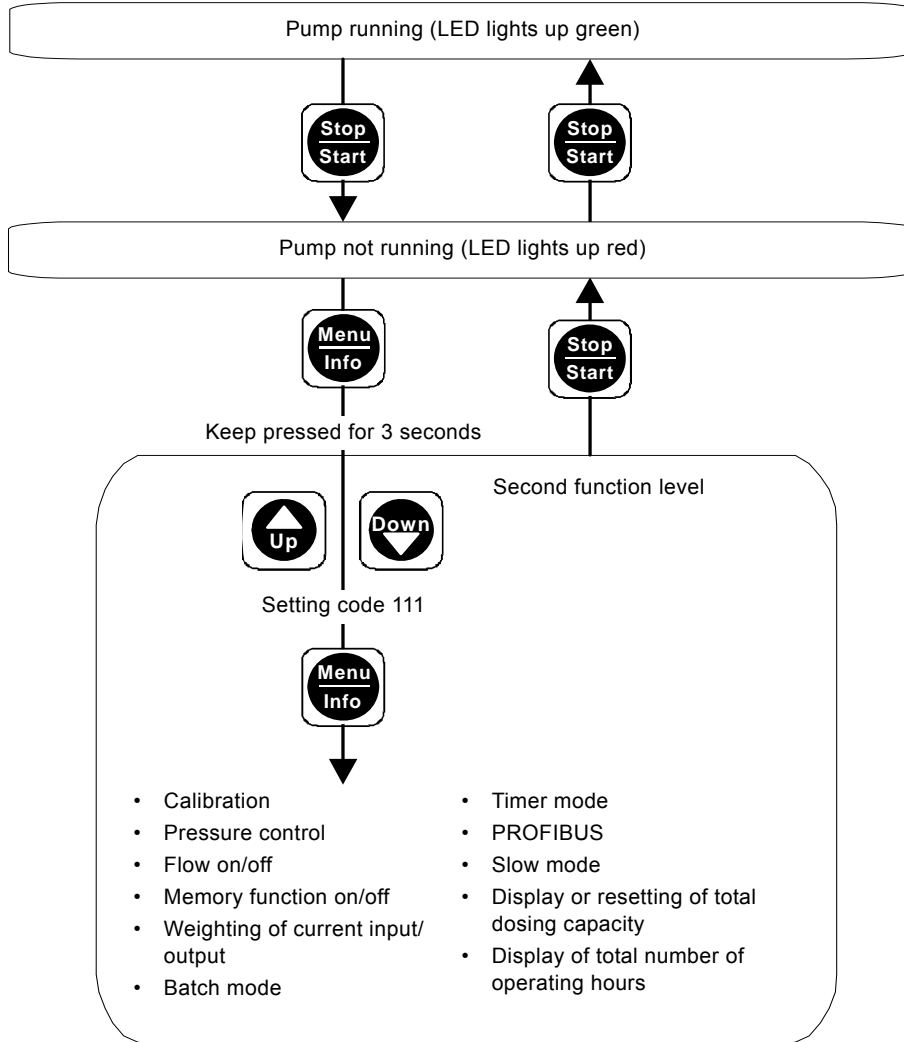 Pump running (LED lights up green)
Stop
Start
Stop
Start
Pump not running (LED lights up red)
Menu
Info
Stop
Start
Keep pressed for 3 seconds
Second function level
Up
Down
Setting code 111
Menu
Info
• Calibration
• Pressure control
• Flow on/off
• Memory function on/off
• Weighting of current input/
output
• Batch mode
• Timer mode
• PROFIBUS
• Slow mode
• Display or resetting of total
dosing capacity
• Display of total number of
operating hours